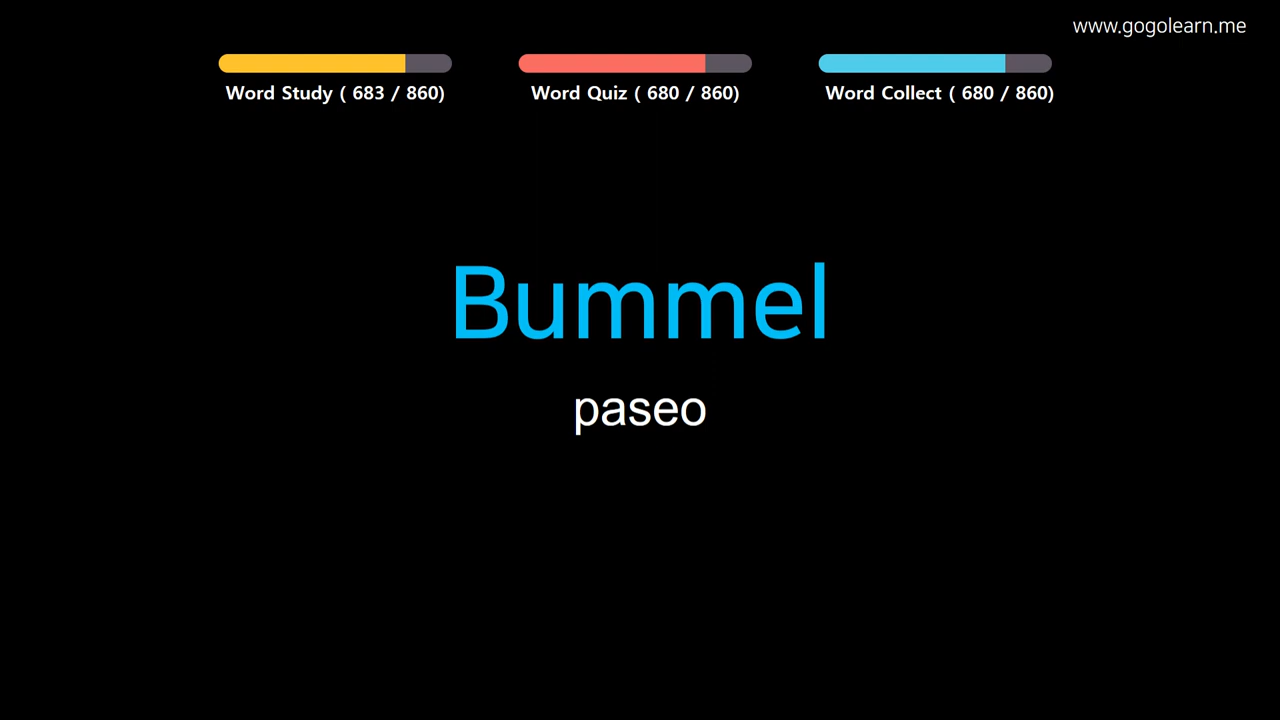 www.gogolearn.me
Word Study ( 683 / 860)
Word Quiz ( 680 / 860)
Word Collect ( 680 / 860)
Bummel
paseo